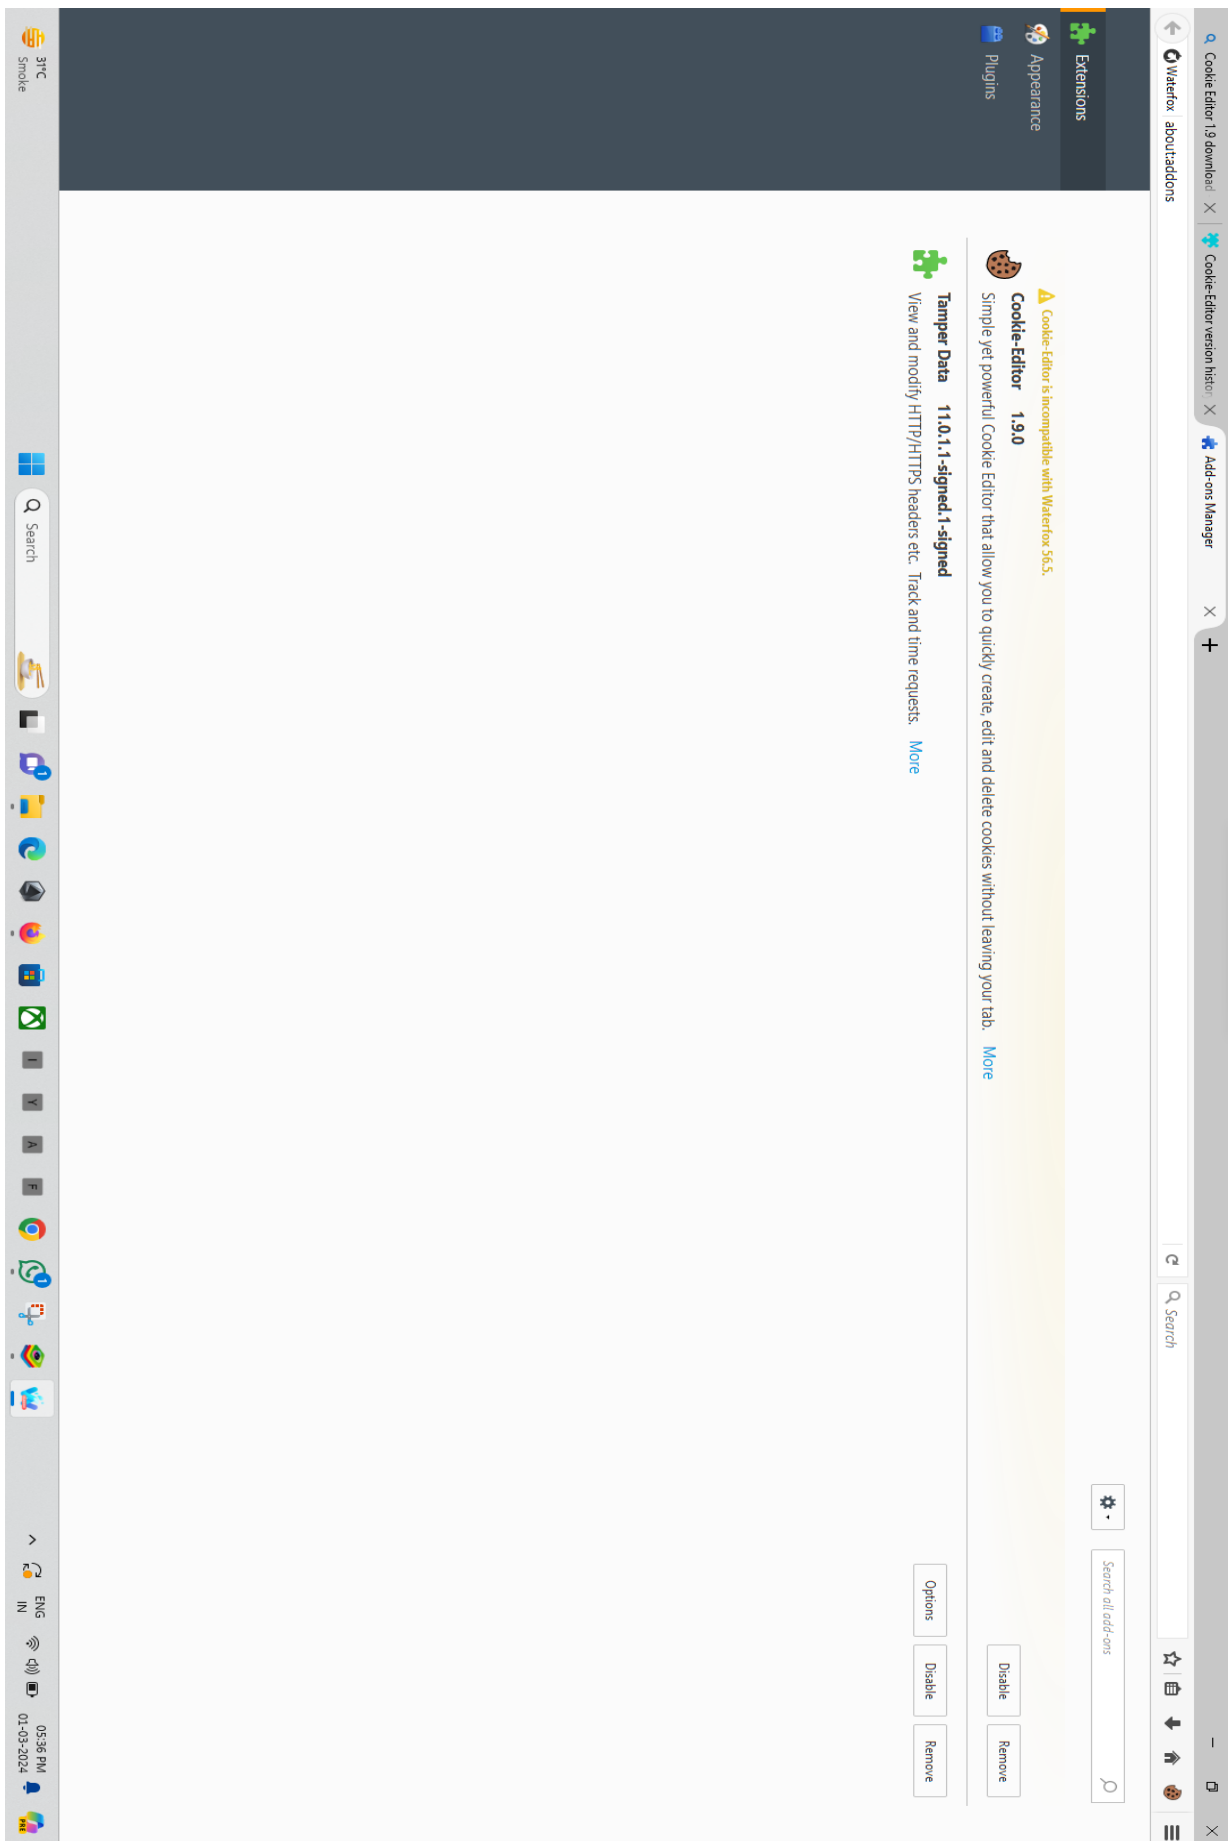 Cookie Editor 1.9 download
Cookie-Editor version histor
Add-ons Manager
Waterfox
about:addons
Search
Search all add-ons
Extensions
Appearance
Plugins
Cookie-Editor is incompatible with Waterfox 56.5.
Cookie-Editor 1.9.0
Simple yet powerful Cookie Editor that allow you to quickly create, edit and delete cookies without leaving your tab. More
Disable
Remove
Tamper Data 11.0.1.1-signed.1-signed
View and modify HTTP/HTTPS headers etc. Track and time requests. More
Options
Disable
Remove
31°C
Smoke
Search
1
I
Y
A
F
1
ENG
IN
05:36 PM
01-03-2024
PRE